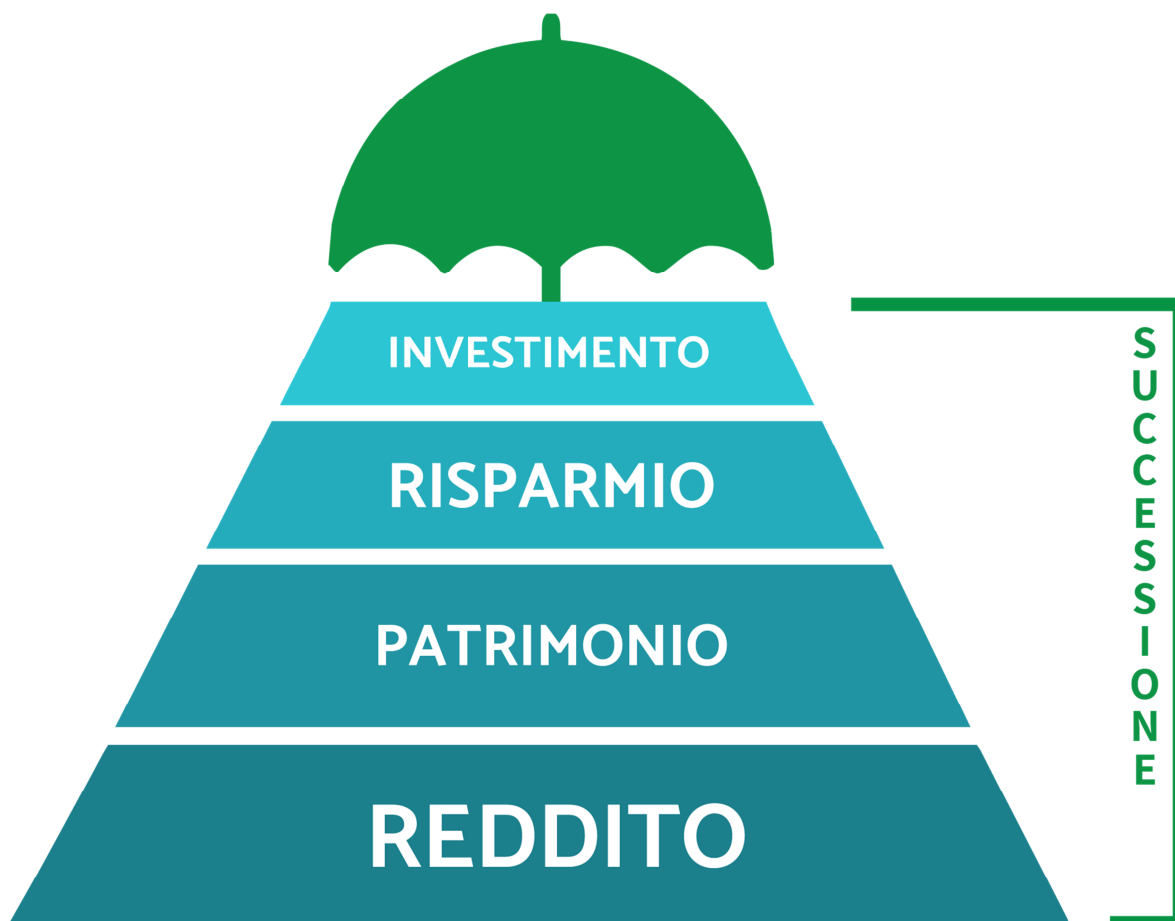 INVESTIMENTO
RISPARMIO
PATRIMONIO
REDDITO
SUCCESSIONE